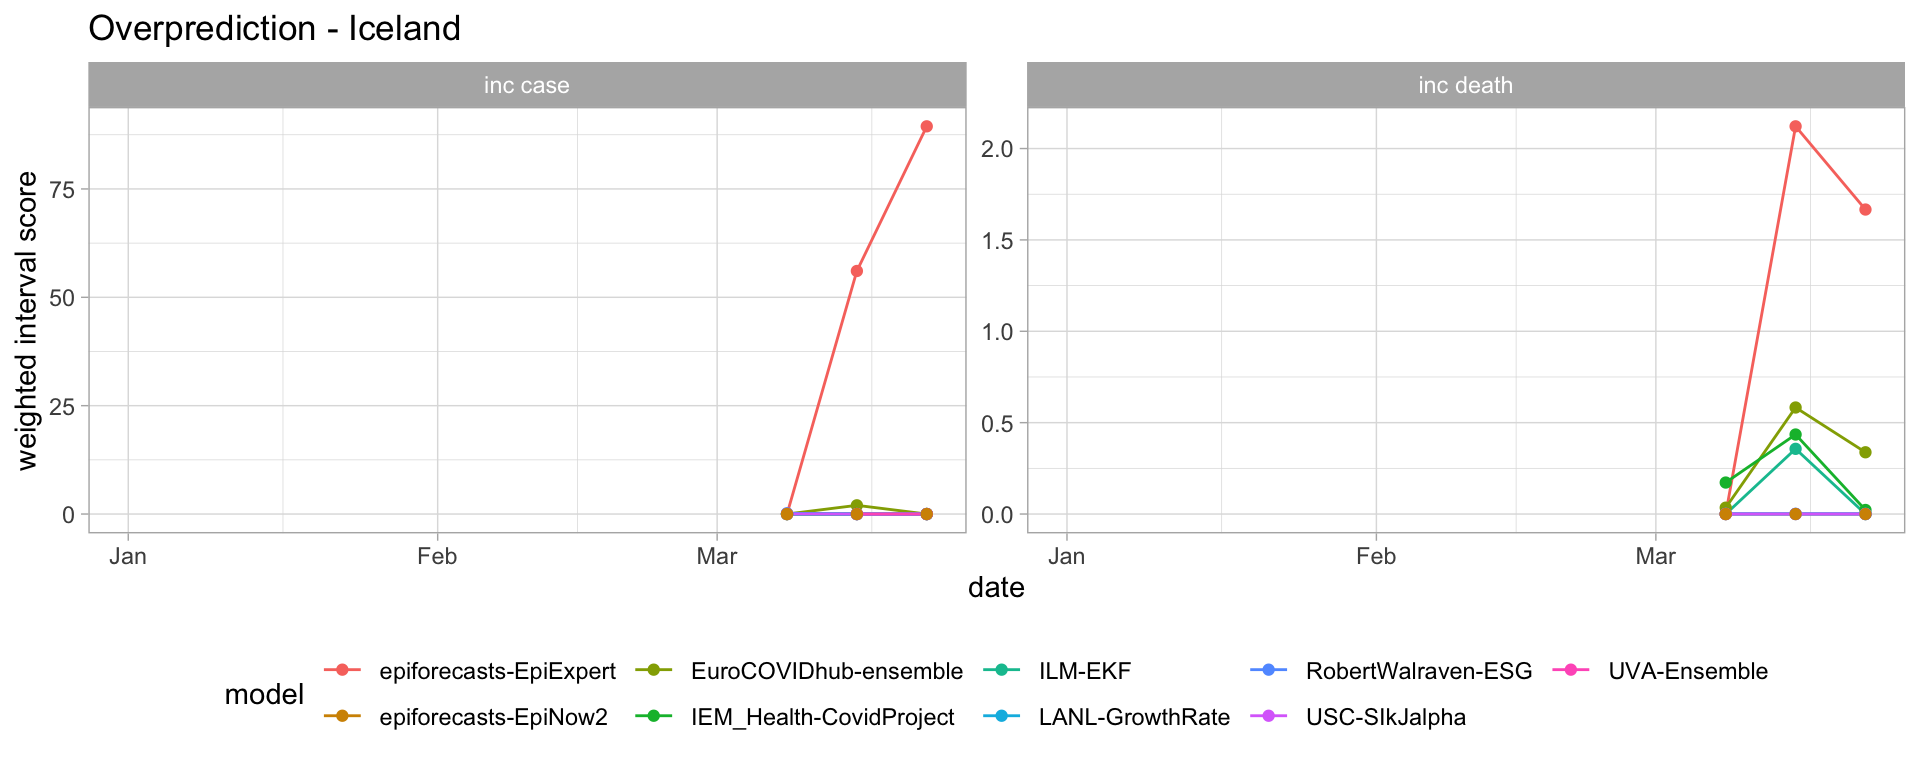 Overprediction - Iceland
inc case
inc death
weighted interval score
75
50
25
0
2.0
1.5
1.0
0.5
0.0
Jan Feb Mar
Jan Feb Mar
date
model
epiforecasts-EpiExpert EuroCOVIDhub-ensemble ILM-EKF RobertWalraven-ESG UVA-Ensemble
epiforecasts-EpiNow2 IEM_Health-CovidProject LANL-GrowthRate USC-SIkJalpha